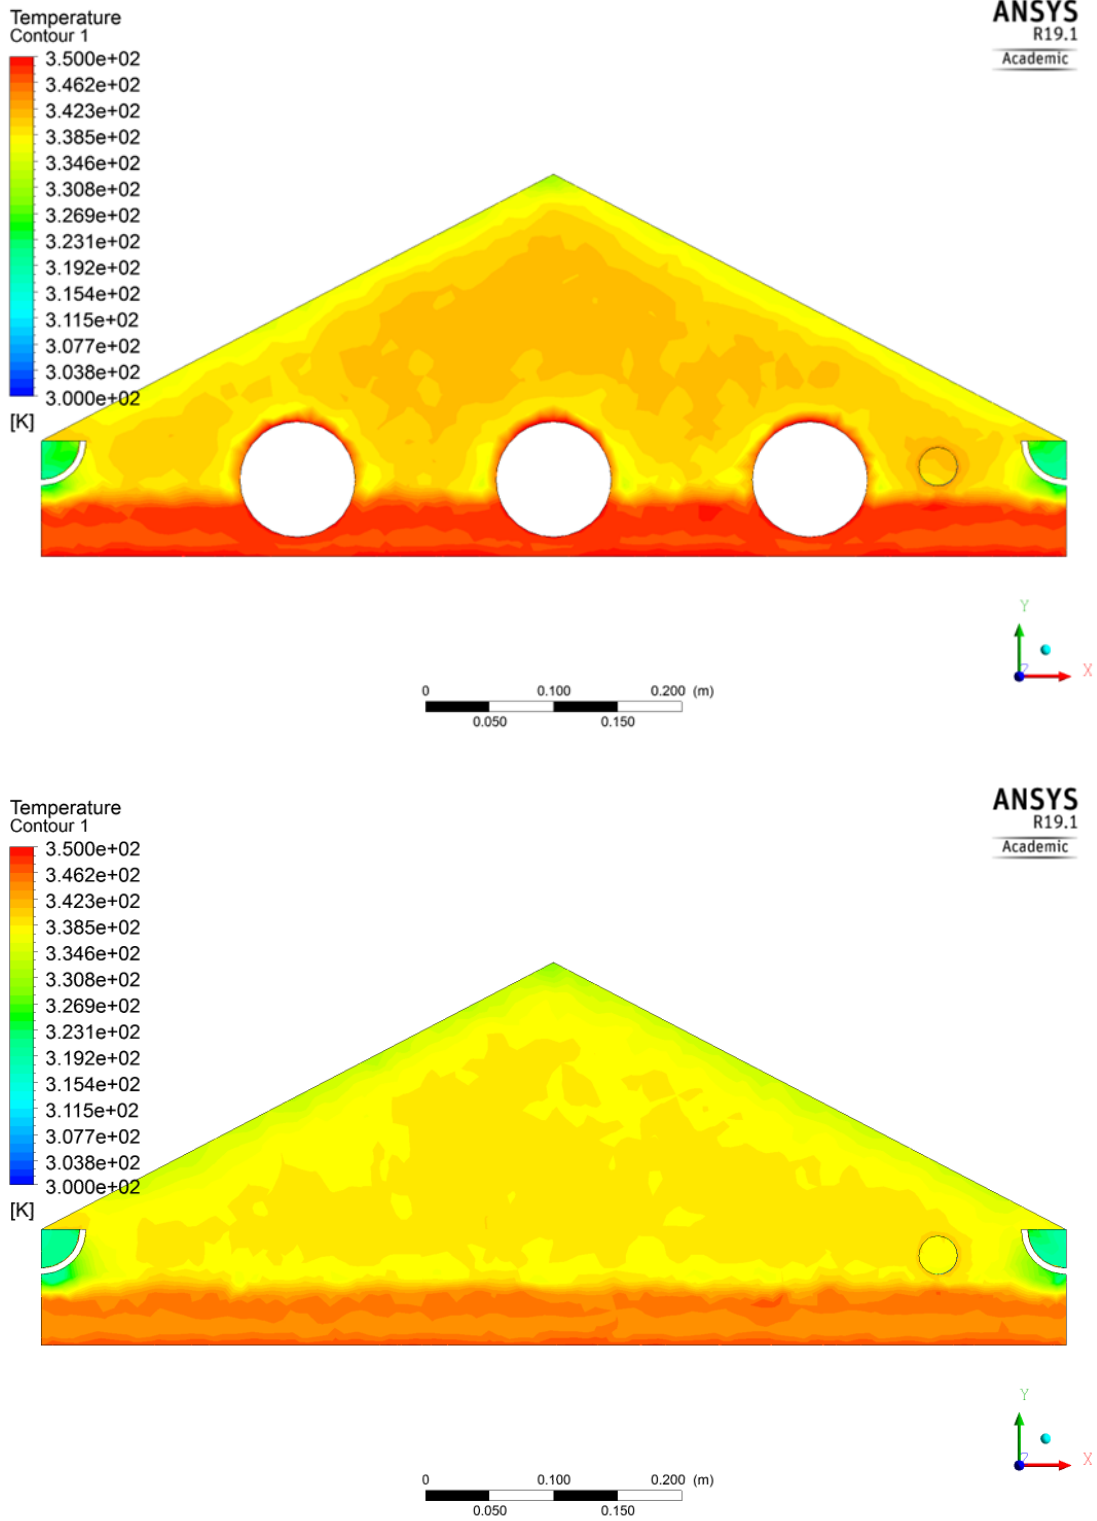 Temperature
Contour 1
ANSYS
R19.1
Academic
3.500e+02
3.462e+02
3.423e+02
3.385e+02
3.346e+02
3.308e+02
3.269e+02
3.231e+02
3.192e+02
3.154e+02
3.115e+02
3.077e+02
3.038e+02
3.000e+02
[K]
Y
Z
X
0 0.100 0.200 (m)
0.050 0.150
Temperature
Contour 1
ANSYS
R19.1
Academic
3.500e+02
3.462e+02
3.423e+02
3.385e+02
3.346e+02
3.308e+02
3.269e+02
3.231e+02
3.192e+02
3.154e+02
3.115e+02
3.077e+02
3.038e+02
3.000e+02
[K]
Y
Z
X
0 0.100 0.200 (m)
0.050 0.150